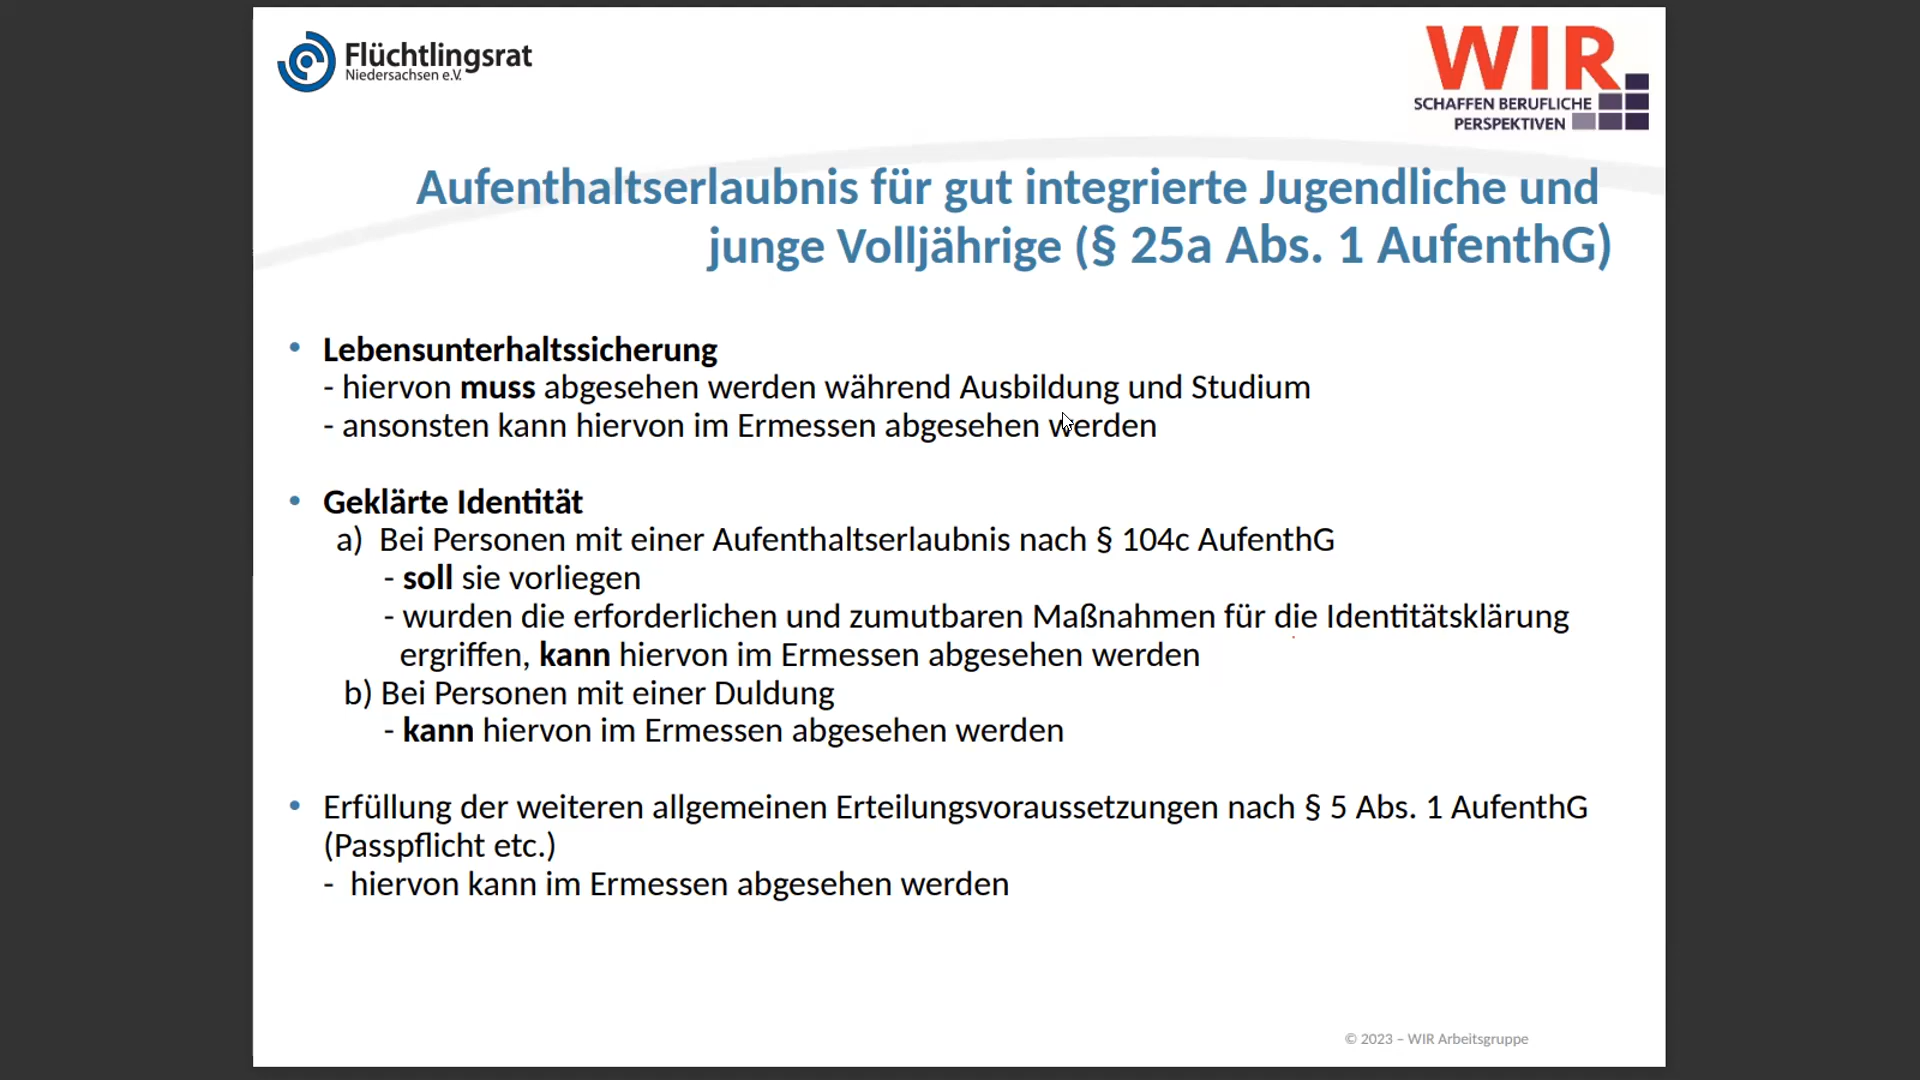 Flüchtlingsrat
Niedersachsen e.V.
WIR
SCHAFFEN BERUFLICHE
PERSPEKTIVEN
Aufenthaltserlaubnis für gut integrierte Jugendliche und
junge Volljährige (§ 25a Abs. 1 AufenthG)
• Lebensunterhaltssicherung
- hiervon muss abgesehen werden während Ausbildung und Studium
- ansonsten kann hiervon im Ermessen abgesehen werden
• Geklärte Identität
a) Bei Personen mit einer Aufenthaltserlaubnis nach § 104c AufenthG
- soll sie vorliegen
- wurden die erforderlichen und zumutbaren Maßnahmen für die Identitätsklärung
ergriffen, kann hiervon im Ermessen abgesehen werden
b) Bei Personen mit einer Duldung
- kann hiervon im Ermessen abgesehen werden
• Erfüllung der weiteren allgemeinen Erteilungsvoraussetzungen nach § 5 Abs. 1 AufenthG
(Passpflicht etc.)
- hiervon kann im Ermessen abgesehen werden
© 2023 – WIR Arbeitsgruppe